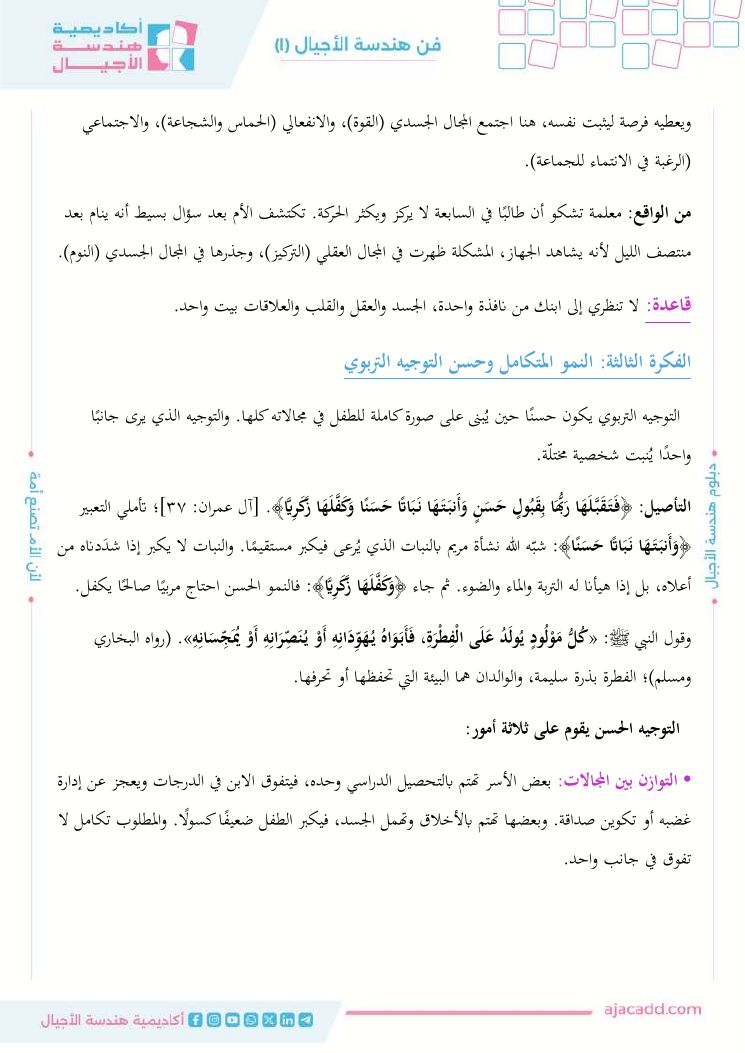 أكاديمية
هندسة
الأجيال
فن هندسة الأجيال (١)
ويعطيه فرصة ليثبت نفسه، هنا اجتمع المجال الجسدي (القوة)، والانفعالي (الحماس والشجاعة)، والاجتماعي
(الرغبة في الانتماء للجماعة).
من الواقع: معلمة تشكو أن طالبًا في السابعة لا يركز ويكثر الحركة. تكتشف الأم بعد سؤال بسيط أنه ينام بعد
منتصف الليل لأنه يشاهد الجهاز، المشكلة ظهرت في المجال العقلي (التركيز)، وجذرها في المجال الجسدي (النوم).
قاعدة: لا تنظري إلى ابنك من نافذة واحدة، الجسد والعقل والقلب والعلاقات بيت واحد.
الفكرة الثالثة: النمو المتكامل وحسن التوجيه التربوي
التوجيه التربوي يكون حسنًا حين يُبنى على صورة كاملة للطفل في مجالاته كلها. والتوجيه الذي يرى جانبًا
واحدًا يُنبت شخصية مختلّة.
التأصيل: ﴿فَتَقَبَّلَهَا رَبُّهَا بِقَبُولٍ حَسَنٍ وَأَنبَتَهَا نَبَاتًا حَسَنًا وَكَفَّلَهَا زَكَرِيَّا﴾. [آل عمران: ٣٧]؛ تأملي التعبير
﴿وَأَنبَتَهَا نَبَاتًا حَسَنًا﴾: شبّه الله نشأة مريم بالنبات الذي يُرعى فيكبر مستقيمًا. والنبات لا يكبر إذا شدَدناه من
أعلاه، بل إذا هيأنا له التربة والماء والضوء. ثم جاء ﴿وَكَفَّلَهَا زَكَرِيَّا﴾: فالنمو الحسن احتاج مربيًا صالحًا يكفل.
وقول النبي ﷺ: «كُلُّ مَوْلُودٍ يُولَدُ عَلَى الْفِطْرَةِ، فَأَبَوَاهُ يُهَوِّدَانِهِ أَوْ يُنَصِّرَانِهِ أَوْ يُمَجِّسَانِهِ». (رواه البخاري
ومسلم)؛ الفطرة بذرة سليمة، والوالدان هما البيئة التي تحفظها أو تحرفها.
التوجيه الحسن يقوم على ثلاثة أمور:
• التوازن بين المجالات: بعض الأسر تهتم بالتحصيل الدراسي وحده، فيتفوق الابن في الدرجات ويعجز عن إدارة
غضبه أو تكوين صداقة. وبعضها تهتم بالأخلاق وتهمل الجسد، فيكبر الطفل ضعيفًا كسولًا. والمطلوب تكامل لا
تفوق في جانب واحد.
دبلوم هندسة الأجيال
لأن الأم تصنع أمة
أكاديمية هندسة الأجيال
ajacadd.com